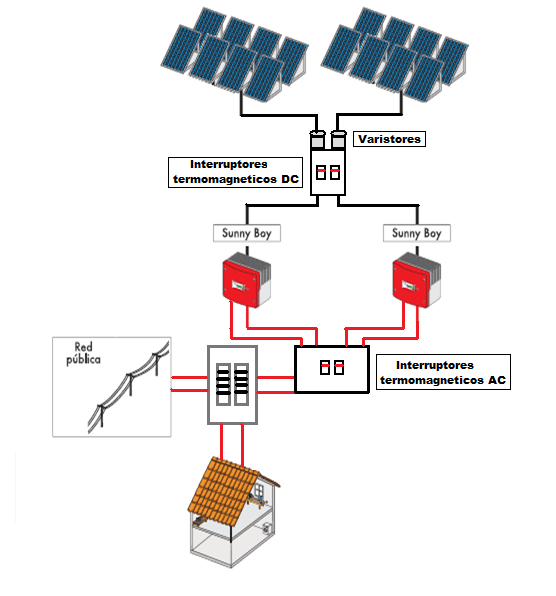 Varistores
Interruptores
termomagneticos DC
Sunny Boy
Sunny Boy
Red
pública
Interruptores
termomagneticos AC